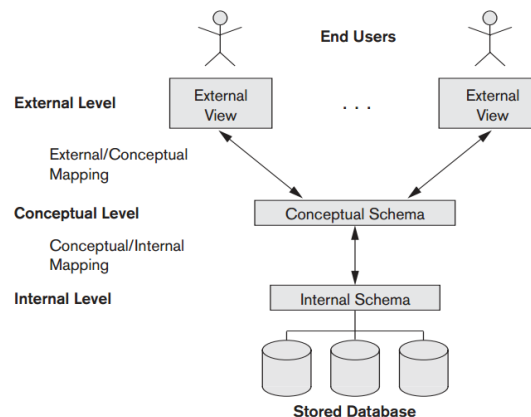 End Users
External Level
External
View
. . .
External
View
External/Conceptual
Mapping
Conceptual Level
Conceptual Schema
Conceptual/Internal
Mapping
Internal Level
Internal Schema
Stored Database